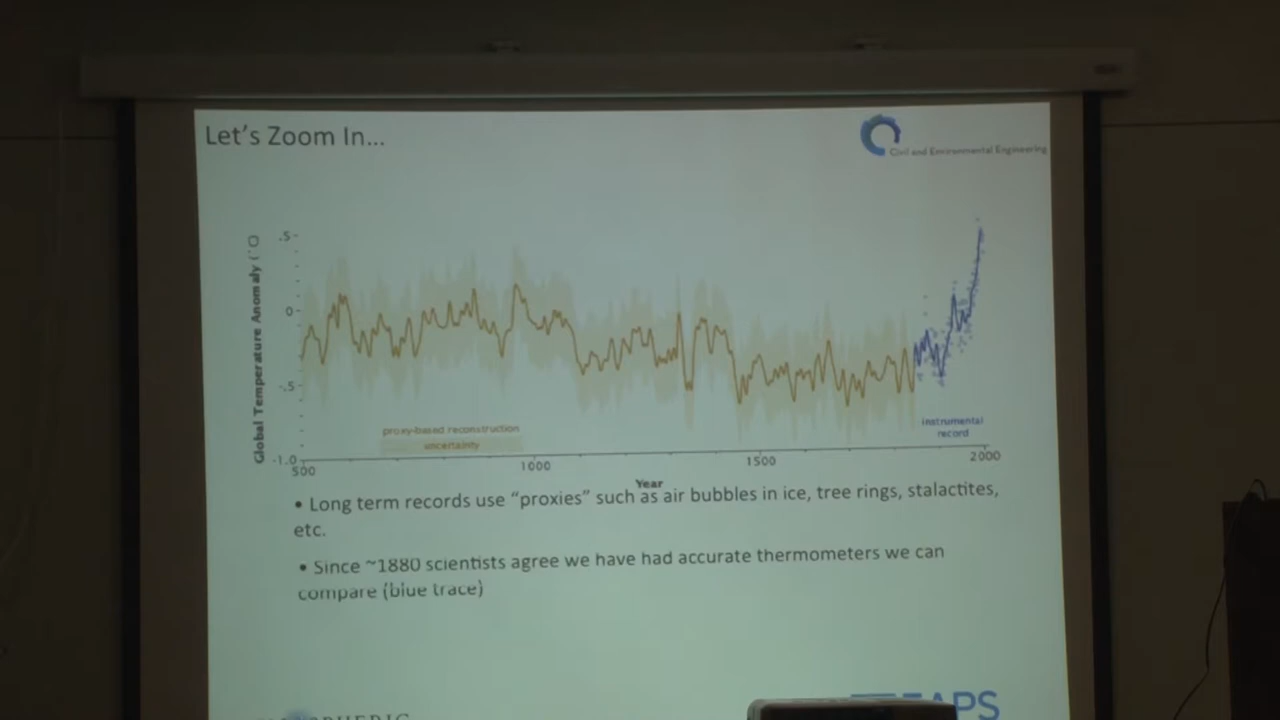 Let's Zoom In...
Civil and Environmental Engineering
Global Temperature Anomaly (°C)
.5
0
-.5
-1.0
proxy-based reconstruction
uncertainty
instrumental
record
500
1000
1500
2000
Year
• Long term records use “proxies” such as air bubbles in ice, tree rings, stalactites,
etc.
• Since ~1880 scientists agree we have had accurate thermometers we can
compare (blue trace)